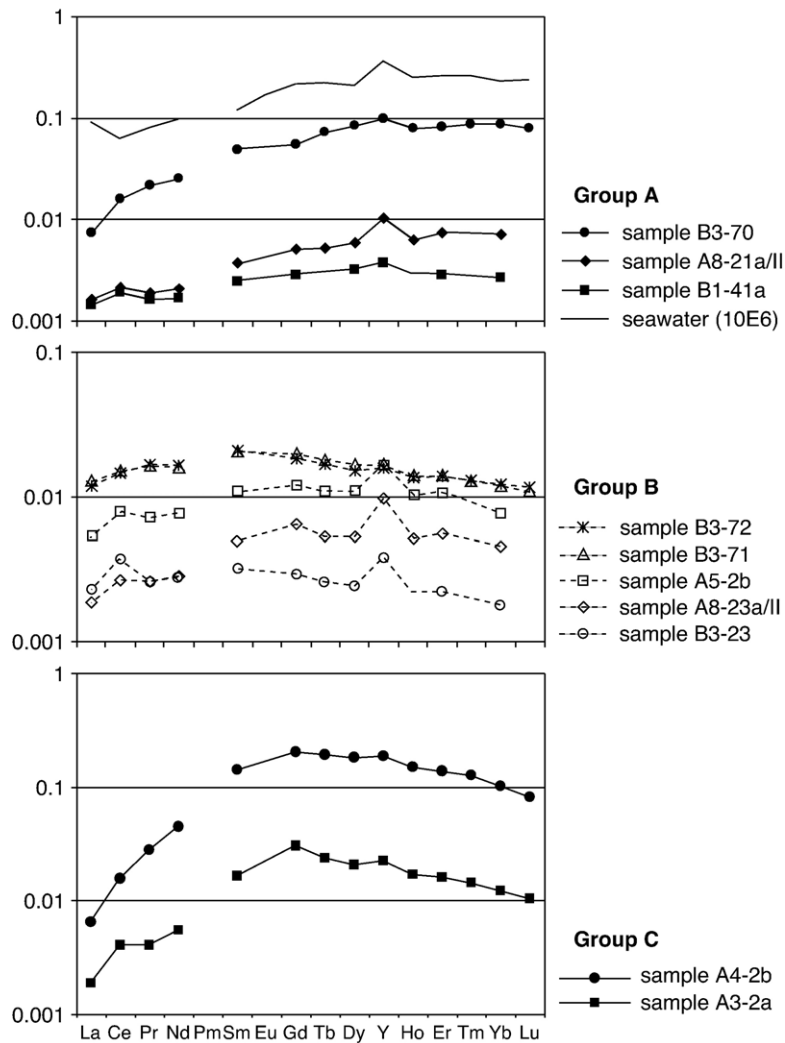 1
0.1
0.01
0.001
Group A
sample B3-70
sample A8-21a/II
sample B1-41a
seawater (10E6)
0.1
0.01
0.001
Group B
sample B3-72
sample B3-71
sample A5-2b
sample A8-23a/II
sample B3-23
1
0.1
0.01
0.001
Group C
sample A4-2b
sample A3-2a
La Ce Pr Nd Pm Sm Eu Gd Tb Dy Y Ho Er Tm Yb Lu